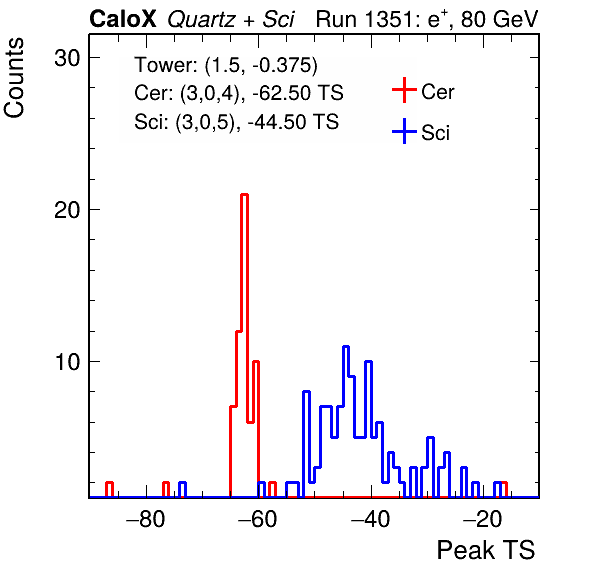 CaloX Quartz + Sci Run 1351: e+, 80 GeV
Counts
30
20
10
Tower: (1.5, -0.375)
Cer: (3,0,4), -62.50 TS
Sci: (3,0,5), -44.50 TS
Cer
Sci
−80 −60 −40 −20
Peak TS